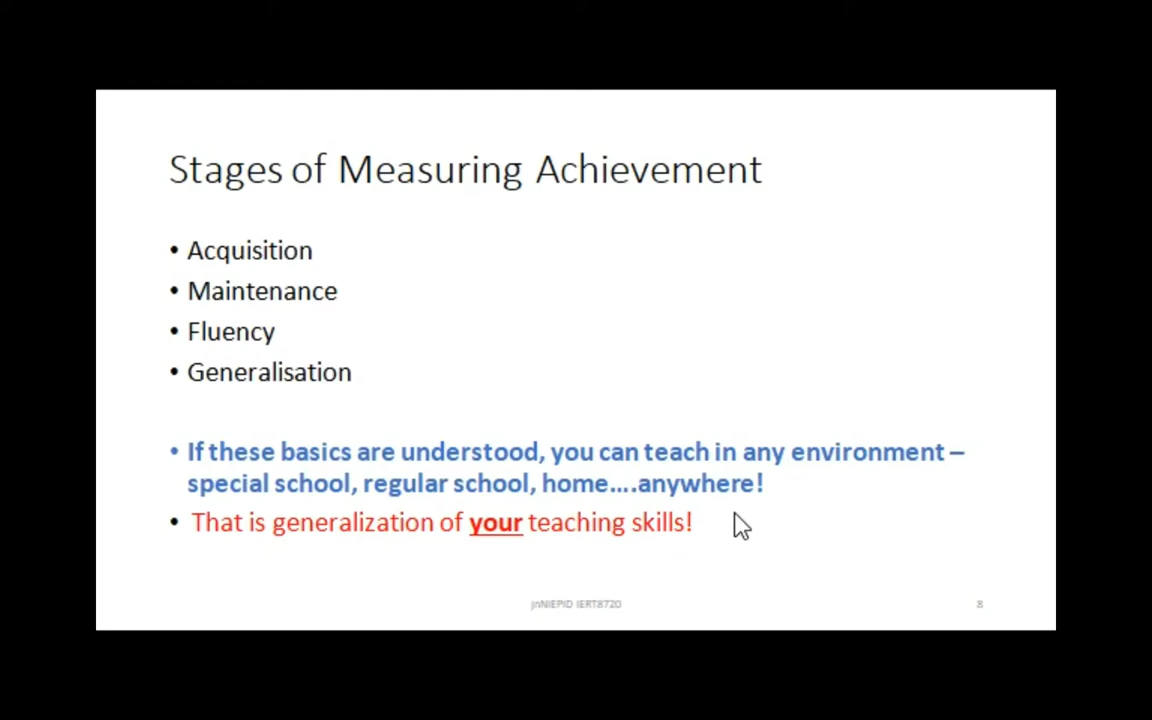 Stages of Measuring Achievement
• Acquisition
• Maintenance
• Fluency
• Generalisation
• If these basics are understood, you can teach in any environment –
special school, regular school, home....anywhere!
• That is generalization of your teaching skills!
jnNIEPID IERT8720
8